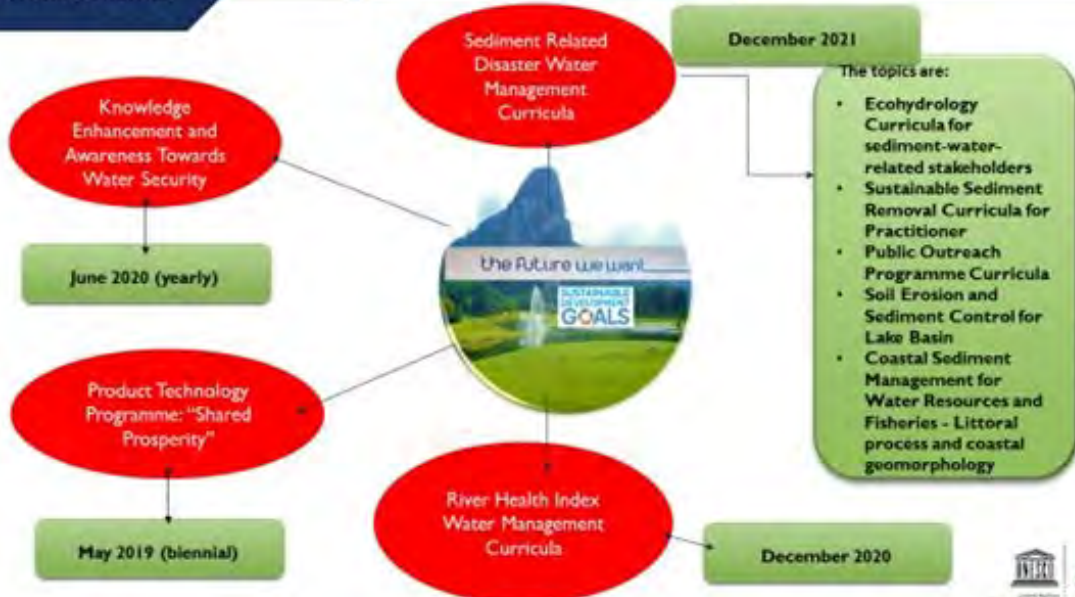 Sediment Related
Disaster Water
Management
Curricula
December 2021
The topics are:
• Ecohydrology
Curricula for
sediment-water-
related stakeholders
• Sustainable Sediment
Removal Curricula for
Practitioner
• Public Outreach
Programme Curricula
• Soil Erosion and
Sediment Control for
Lake Basin
• Coastal Sediment
Management for
Water Resources and
Fisheries - Littoral
process and coastal
geomorphology
Knowledge
Enhancement and
Awareness Towards
Water Security
June 2020 (yearly)
the future we want
SUSTAINABLE
DEVELOPMENT
GOALS
Product Technology
Programme: "Shared
Prosperity"
May 2019 (biennial)
River Health Index
Water Management
Curricula
December 2020